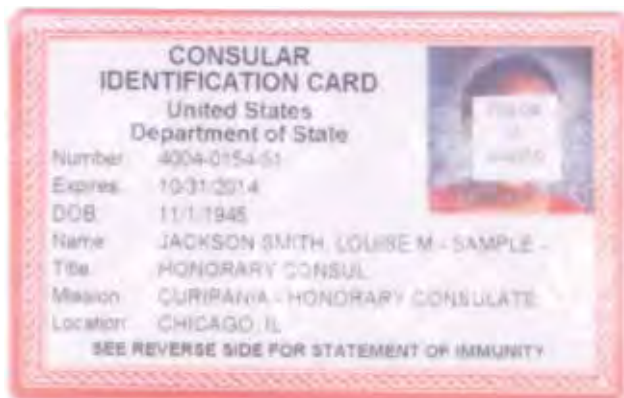 CONSULAR
IDENTIFICATION CARD
United States
Department of State
Number: 4004-0154-51
Expires: 10-31-2014
DOB: 11/1/1945
Name: JACKSON SMITH, LOUISE M - SAMPLE -
Title: HONORARY CONSUL
Mission: CURIPANIA - HONORARY CONSULATE
Location: CHICAGO, IL
SEE REVERSE SIDE FOR STATEMENT OF IMMUNITY